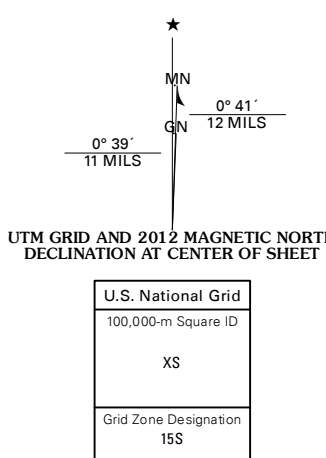 ★
MN
0° 41´
12 MILS
GN
0° 39´
11 MILS
UTM GRID AND 2012 MAGNETIC NORTH
DECLINATION AT CENTER OF SHEET
U.S. National Grid
100,000-m Square ID
XS
Grid Zone Designation
15S